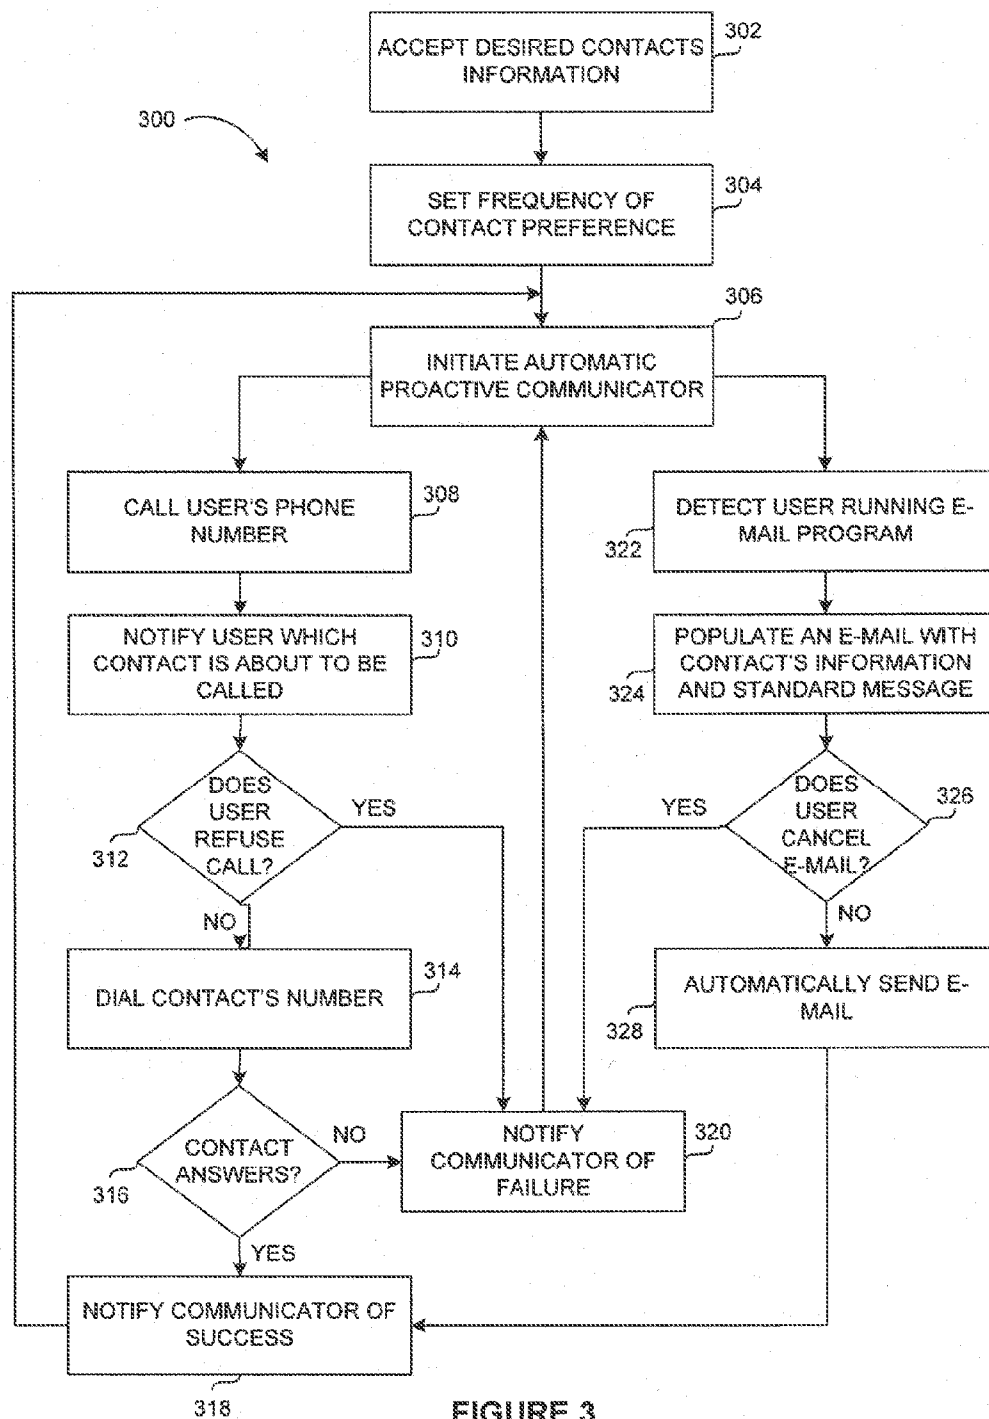 ACCEPT DESIRED CONTACTS
INFORMATION
302
300
SET FREQUENCY OF
CONTACT PREFERENCE
304
306
INITIATE AUTOMATIC
PROACTIVE COMMUNICATOR
CALL USER'S PHONE
NUMBER
308
DETECT USER RUNNING E-
MAIL PROGRAM
322
NOTIFY USER WHICH
CONTACT IS ABOUT TO BE
CALLED
310
POPULATE AN E-MAIL WITH
CONTACT'S INFORMATION
AND STANDARD MESSAGE
324
DOES
USER
REFUSE
CALL?
312
YES
NO
YES
DOES
USER
CANCEL
E-MAIL?
326
NO
DIAL CONTACT'S NUMBER
314
AUTOMATICALLY SEND E-
MAIL
328
CONTACT
ANSWERS?
316
NO
YES
NOTIFY
COMMUNICATOR OF
FAILURE
320
NOTIFY COMMUNICATOR OF
SUCCESS
318
FIGURE 3